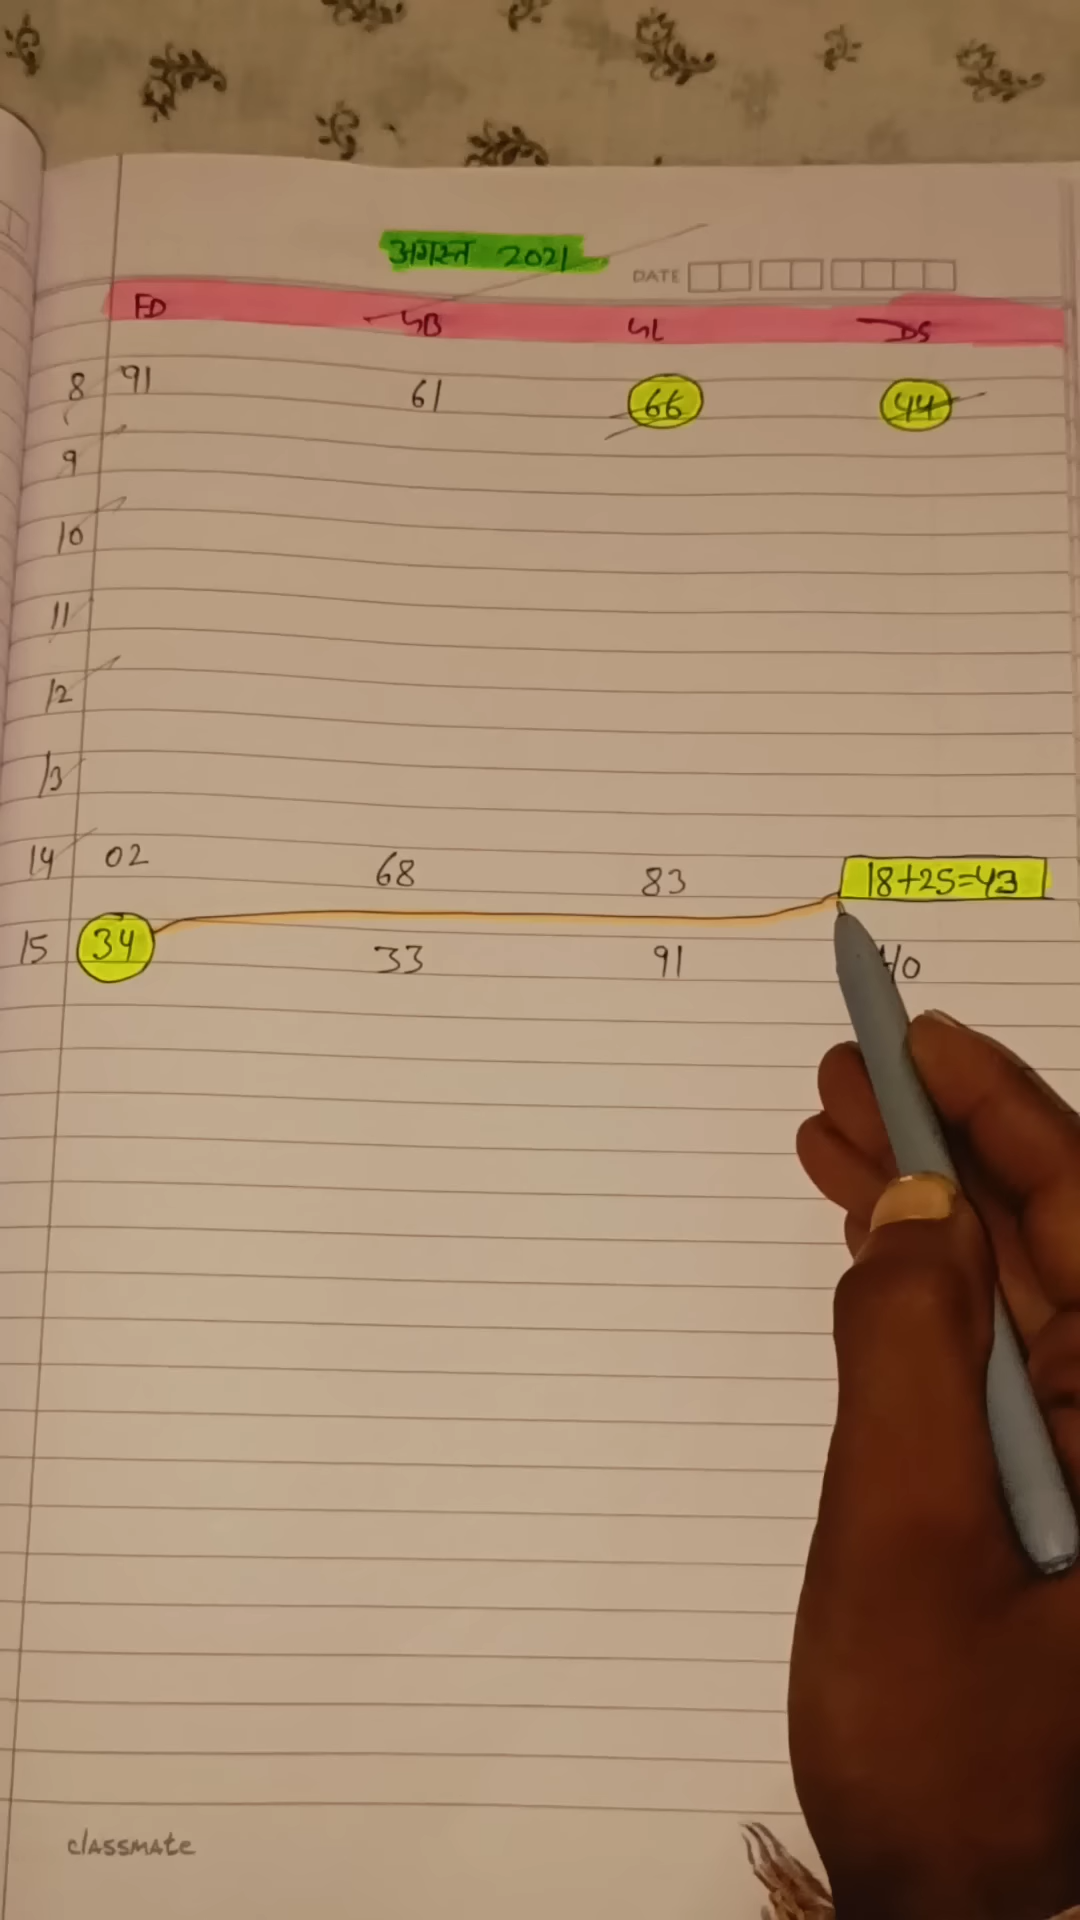 अगस्त 2021
DATE
FD GB GL DS
8 91 61 66 44
9
10
11
12
13
14 02 68 83 18+25=43
15 34 33 91 40
classmate